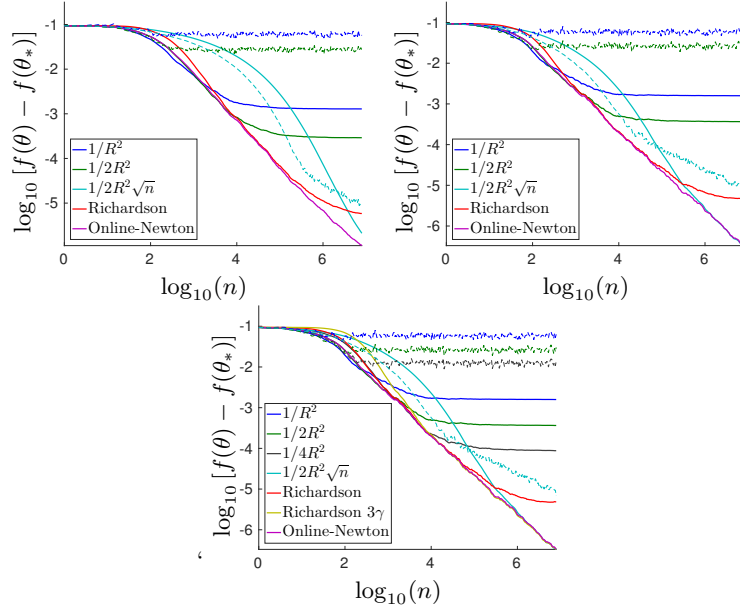 -1
-2
-3
-4
-5
log₁₀ [f(θ) − f(θ*)]
1/R²
1/2R²
1/2R²√n
Richardson
Online-Newton
0 2 4 6
log₁₀(n)
-1
-2
-3
-4
-5
-6
log₁₀ [f(θ) − f(θ*)]
1/R²
1/2R²
1/2R²√n
Richardson
Online-Newton
0 2 4 6
log₁₀(n)
-1
-2
-3
-4
-5
-6
log₁₀ [f(θ) − f(θ*)]
1/R²
1/2R²
1/4R²
1/2R²√n
Richardson
Richardson 3γ
Online-Newton
0 2 4 6
log₁₀(n)
‘